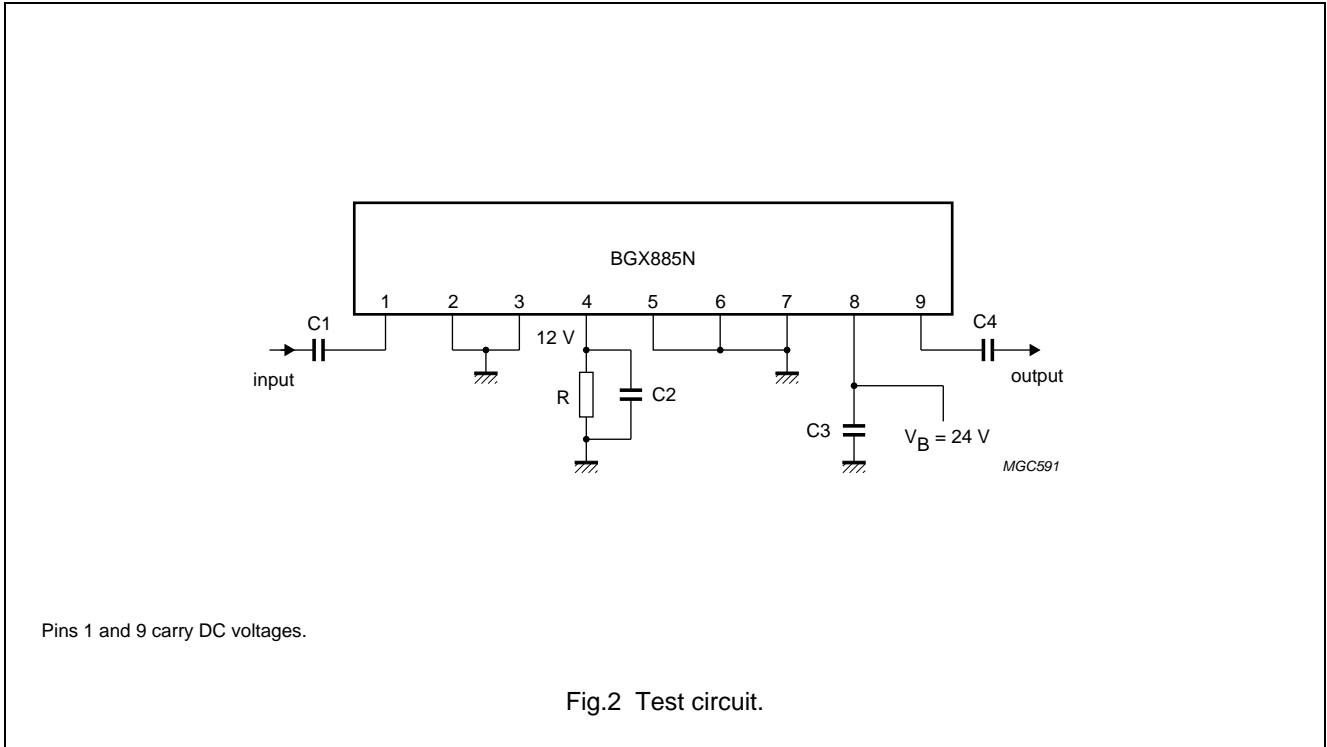 BGX885N
1 2 3 4 5 6 7 8 9
C1
12 V
C4
input
output
R
C2
C3
VB = 24 V
MGC591
Pins 1 and 9 carry DC voltages.
Fig.2 Test circuit.